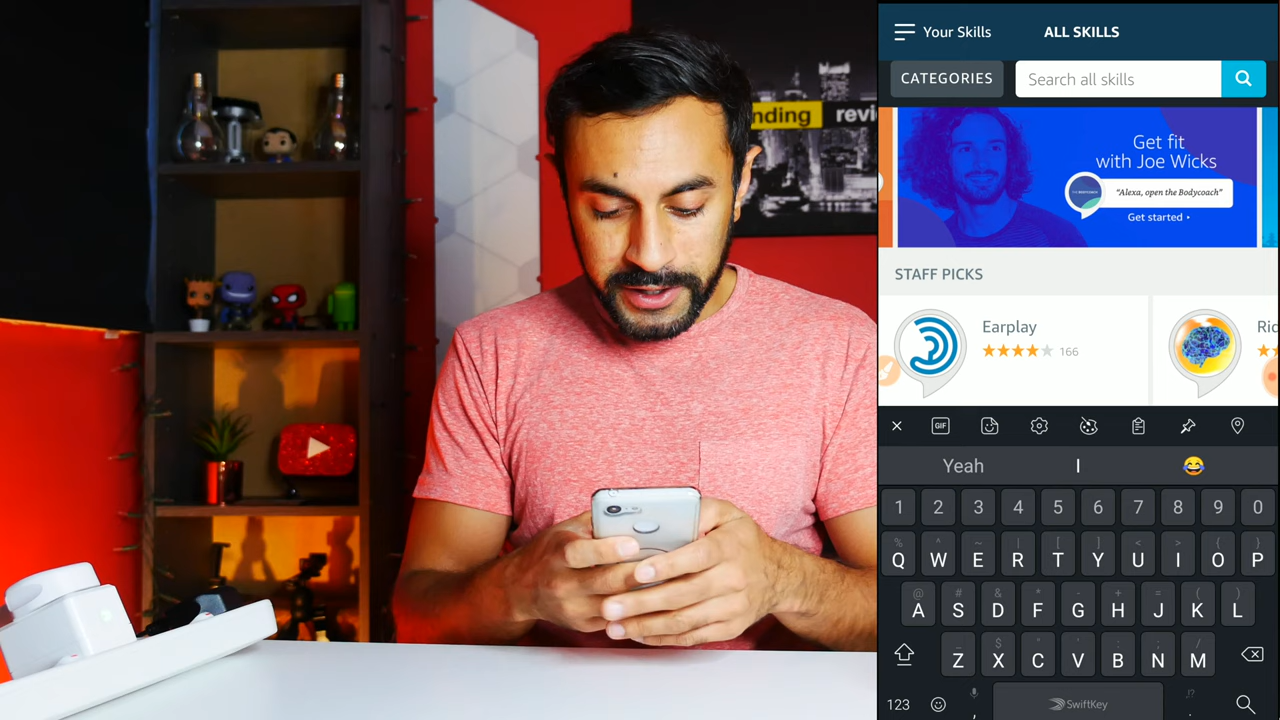 nding
revi
Your Skills
ALL SKILLS
CATEGORIES
Search all skills
Get fit
with Joe Wicks
"Alexa, open the Bodycoach"
Get started
STAFF PICKS
Earplay
166
Rid
GIF
Yeah
I
😂
1 2 3 4 5 6 7 8 9 0
% ^ ~ | [ ] < > { }
Q W E R T Y U I O P
@ # & * - + = ( )
A S D F G H J K L
_ $ " ' : ; /
Z X C V B N M
123
,
SwiftKey
,!?
.